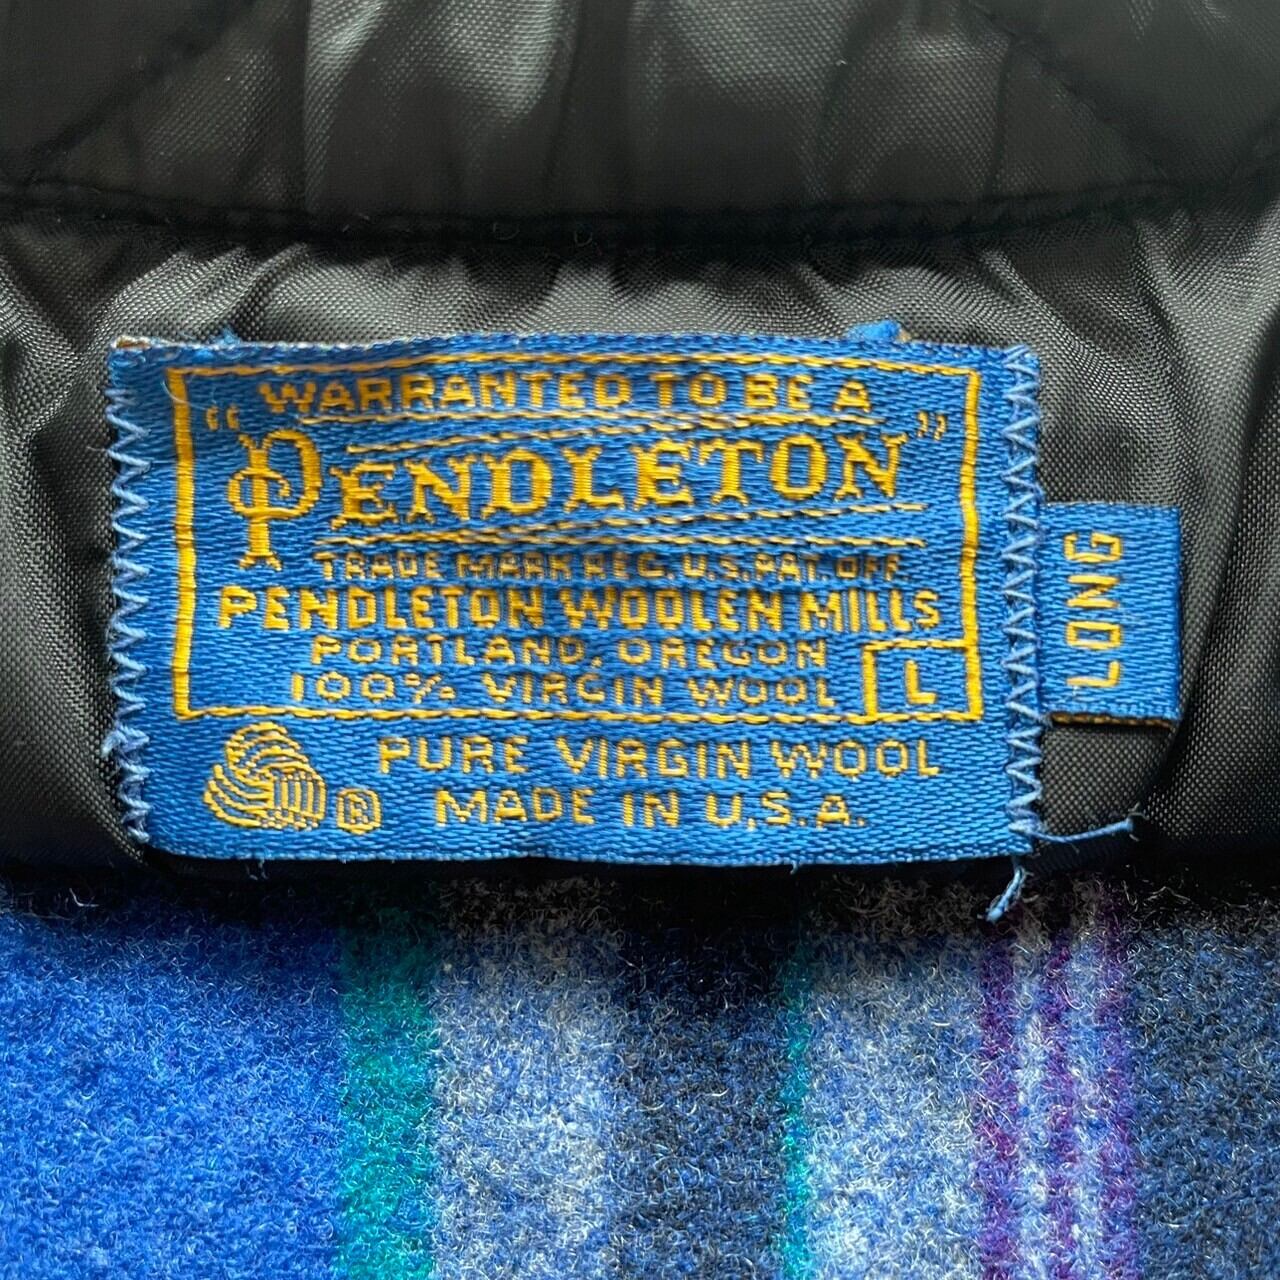 WARRANTED TO BE A
"PENDLETON"
TRADE MARK REG. U.S. PAT. OFF.
PENDLETON WOOLEN MILLS
PORTLAND, OREGON
100% VIRGIN WOOL
L
PURE VIRGIN WOOL
® MADE IN U.S.A.
LONG